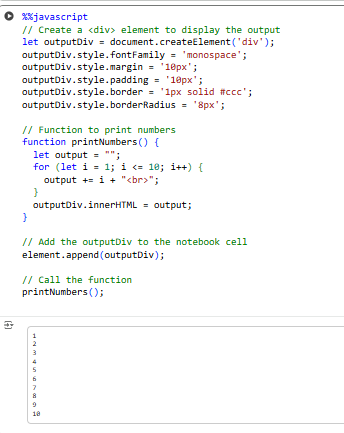 %%javascript
// Create a <div> element to display the output
let outputDiv = document.createElement('div');
outputDiv.style.fontFamily = 'monospace';
outputDiv.style.margin = '10px';
outputDiv.style.padding = '10px';
outputDiv.style.border = '1px solid #ccc';
outputDiv.style.borderRadius = '8px';

// Function to print numbers
function printNumbers() {
  let output = "";
  for (let i = 1; i <= 10; i++) {
    output += i + "<br>";
  }
  outputDiv.innerHTML = output;
}

// Add the outputDiv to the notebook cell
element.append(outputDiv);

// Call the function
printNumbers();

1
2
3
4
5
6
7
8
9
10